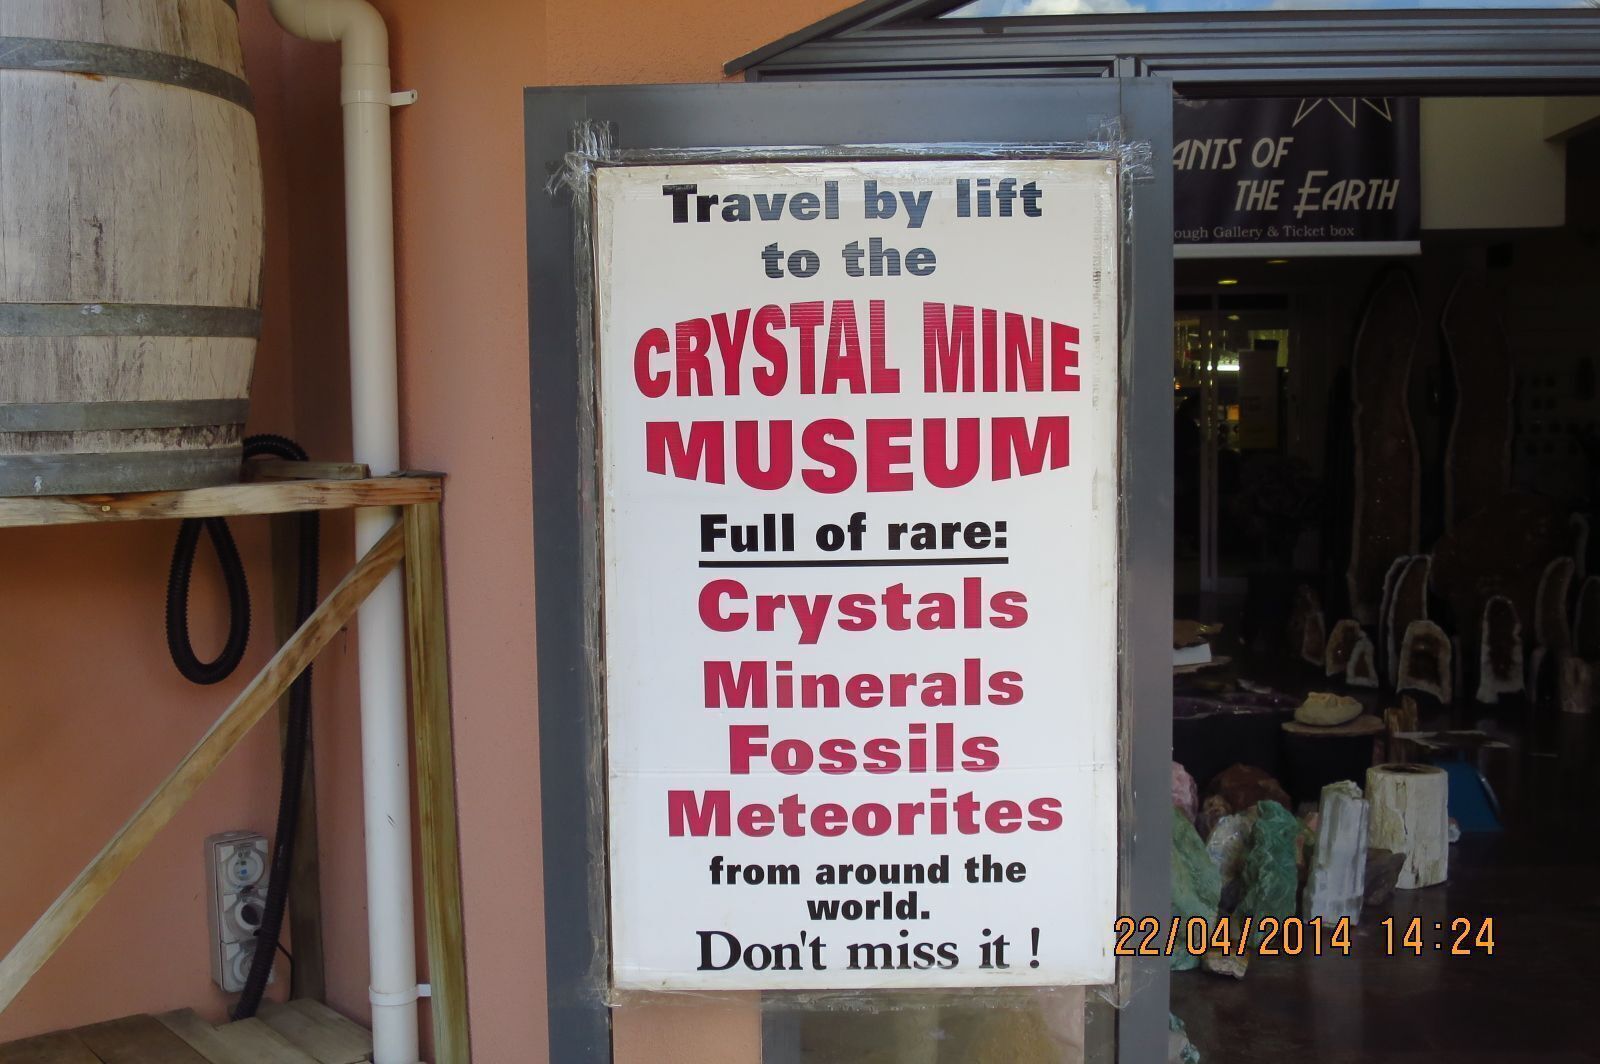 Travel by lift
to the
CRYSTAL MINE
MUSEUM
Full of rare:
Crystals
Minerals
Fossils
Meteorites
from around the
world.
Don't miss it !
ANTS OF
THE EARTH
ough Gallery & Ticket box
22/04/2014 14:24